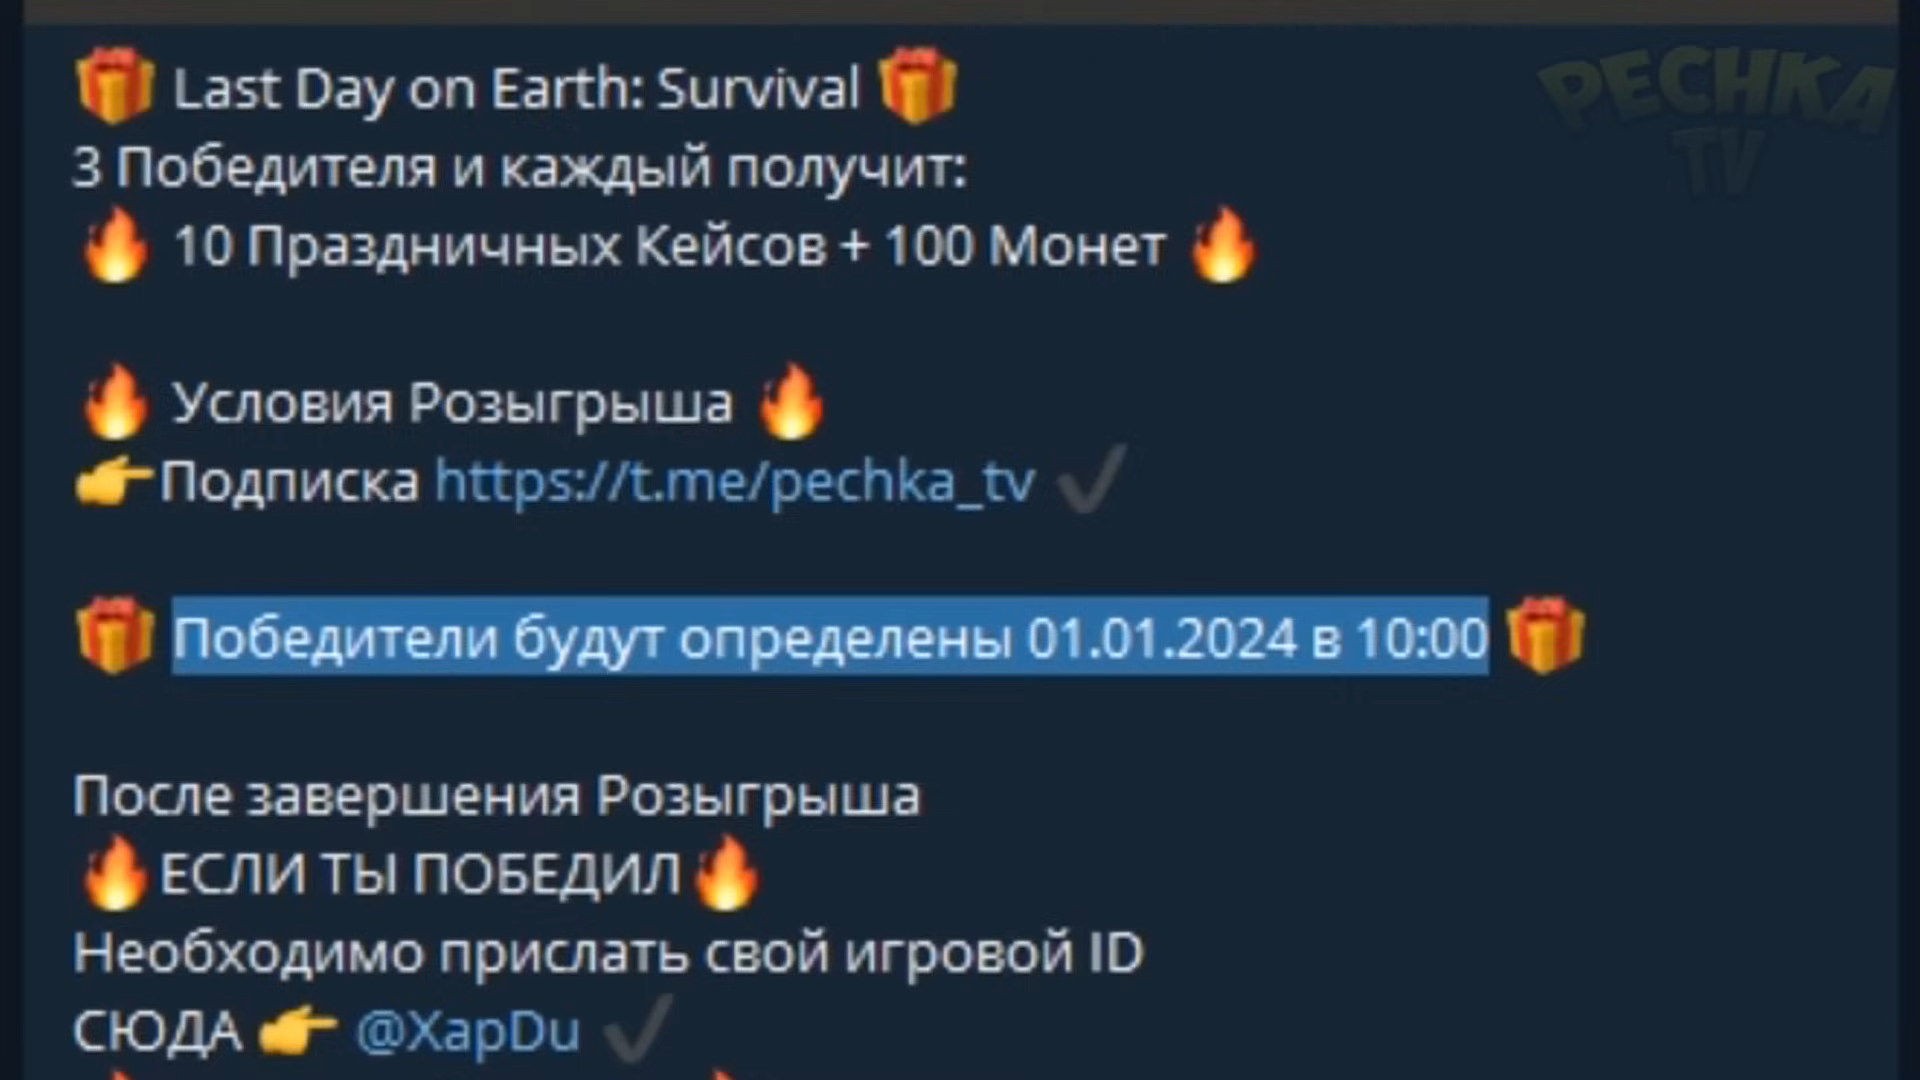 🎁 Last Day on Earth: Survival 🎁
PECHKA
TV
3 Победителя и каждый получит:
🔥 10 Праздничных Кейсов + 100 Монет 🔥
🔥 Условия Розыгрыша 🔥
👉Подписка https://t.me/pechka_tv ✔
🎁 Победители будут определены 01.01.2024 в 10:00 🎁
После завершения Розыгрыша
🔥ЕСЛИ ТЫ ПОБЕДИЛ🔥
Необходимо прислать свой игровой ID
СЮДА 👉 @XapDu ✔